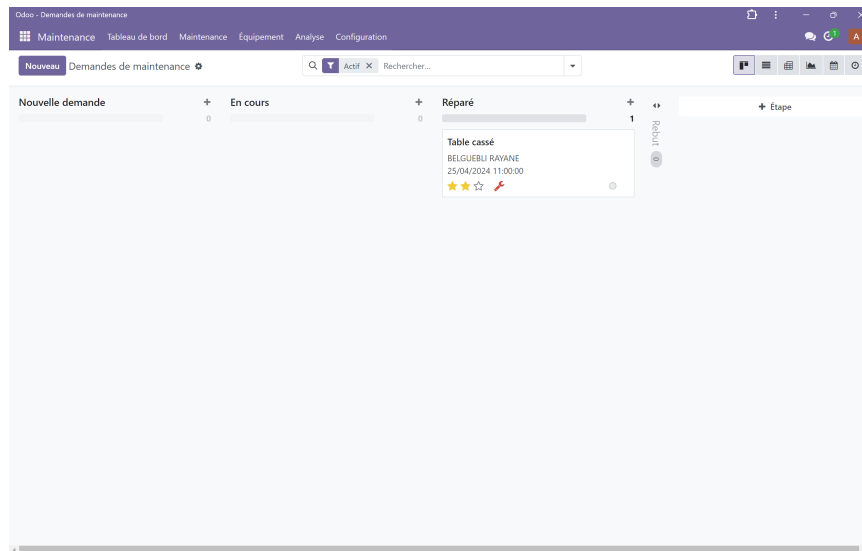 Odoo - Demandes de maintenance
Maintenance Tableau de bord Maintenance Équipement Analyse Configuration
1
A
Nouveau Demandes de maintenance
Actif Rechercher...
Nouvelle demande
0
En cours
0
Réparé
1
Table cassé
BELGUEBLI RAYANE
25/04/2024 11:00:00
Rebut
0
Étape